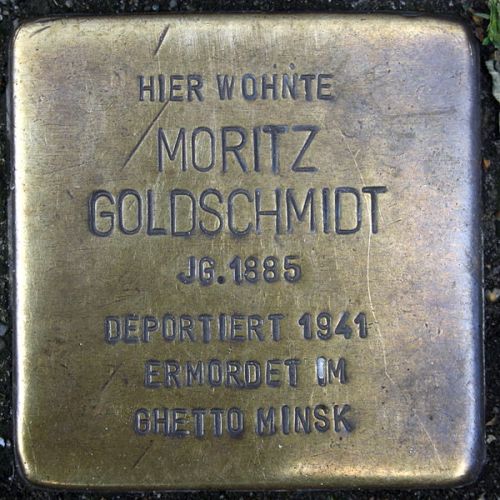 HIER WOHNTE
MORITZ
GOLDSCHMIDT
JG. 1885
DEPORTIERT 1941
ERMORDET IM
GHETTO MINSK